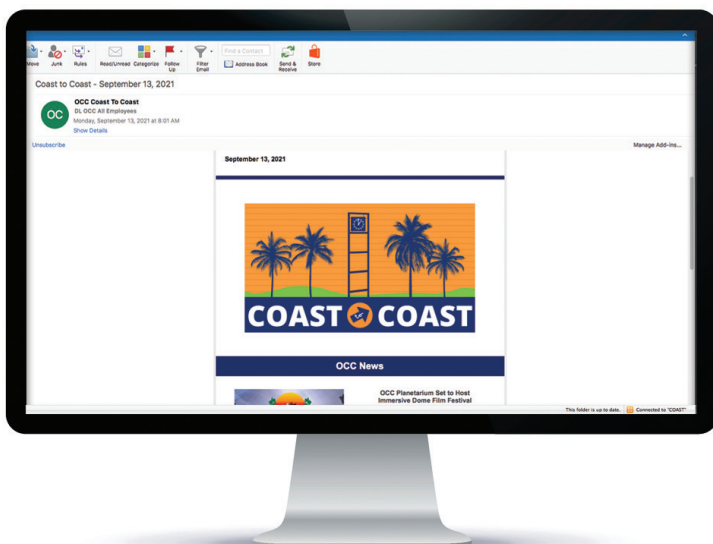 Move
Junk
Rules
Read/Unread
Categorize
Follow Up
Filter Email
Find a Contact
Address Book
Send & Receive
Store
Coast to Coast - September 13, 2021
OC
OCC Coast To Coast
DL OCC All Employees
Monday, September 13, 2021 at 8:01 AM
Show Details
Unsubscribe
Manage Add-ins...
September 13, 2021
COAST COAST
OCC News
OCC Planetarium Set to Host
Immersive Dome Film Festival
This folder is up to date.
Connected to "COAST"